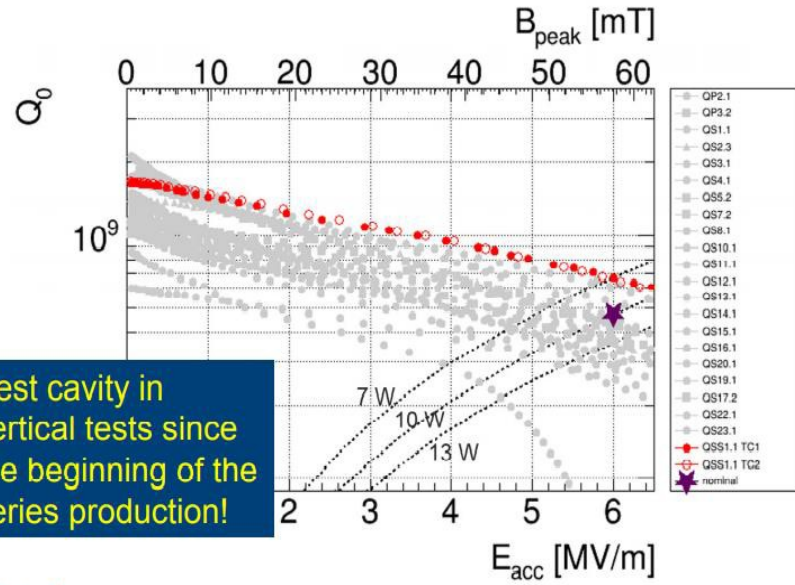 B_peak [mT]
0 10 20 30 40 50 60
Q_0
10^9
7 W
10 W
13 W
2 3 4 5 6
E_acc [MV/m]
est cavity in
ertical tests since
e beginning of the
eries production!
QP2.1
QP3.2
QS1.1
QS2.3
QS3.1
QS4.1
QS5.2
QS7.2
QS8.1
QS10.1
QS11.1
QS12.1
QS13.1
QS14.1
QS15.1
QS16.1
QS20.1
QS19.1
QS17.2
QS22.1
QS23.1
QSS1.1 TC1
QSS1.1 TC2
nominal